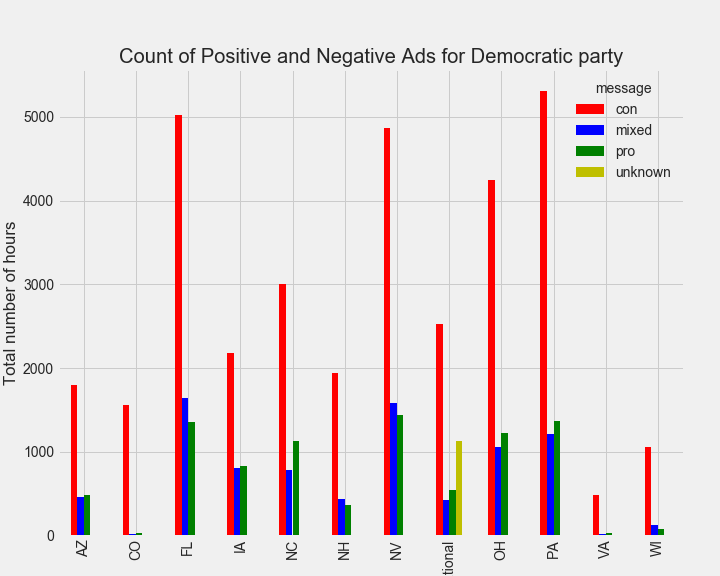 Count of Positive and Negative Ads for Democratic party
message
con
mixed
pro
unknown
Total number of hours
5000
4000
3000
2000
1000
0
AZ
CO
FL
IA
NC
NH
NV
tional
OH
PA
VA
WI